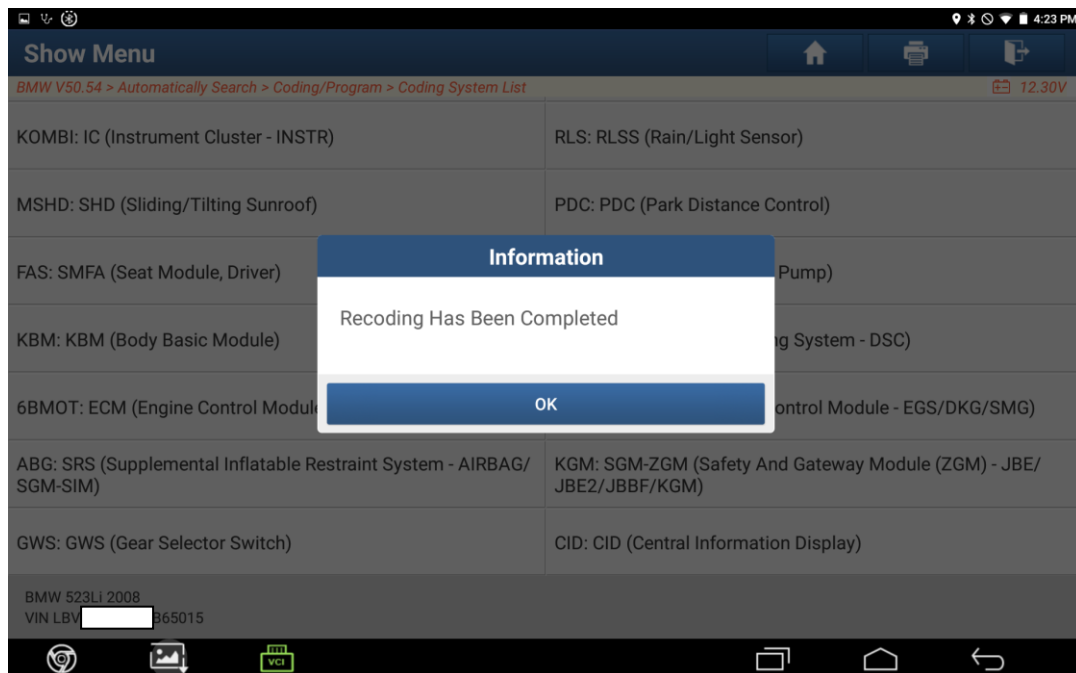 4:23 PM
Show Menu
BMW V50.54 > Automatically Search > Coding/Program > Coding System List
12.30V
KOMBI: IC (Instrument Cluster - INSTR)
RLS: RLSS (Rain/Light Sensor)
MSHD: SHD (Sliding/Tilting Sunroof)
PDC: PDC (Park Distance Control)
Information
FAS: SMFA (Seat Module, Driver)
Pump)
Recoding Has Been Completed
KBM: KBM (Body Basic Module)
System - DSC)
OK
6BMOT: ECM (Engine Control
Control Module - EGS/DKG/SMG)
ABG: SRS (Supplemental Inflatable Restraint System - AIRBAG/
SGM-SIM)
KGM: SGM-ZGM (Safety And Gateway Module (ZGM) - JBE/
JBE2/JBBF/KGM)
GWS: GWS (Gear Selector Switch)
CID: CID (Central Information Display)
BMW 523Li 2008
VIN LBV B65015
VCI